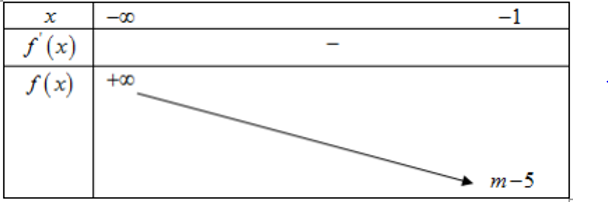 x −∞ −1
f'(x) −
f(x) +∞
m−5